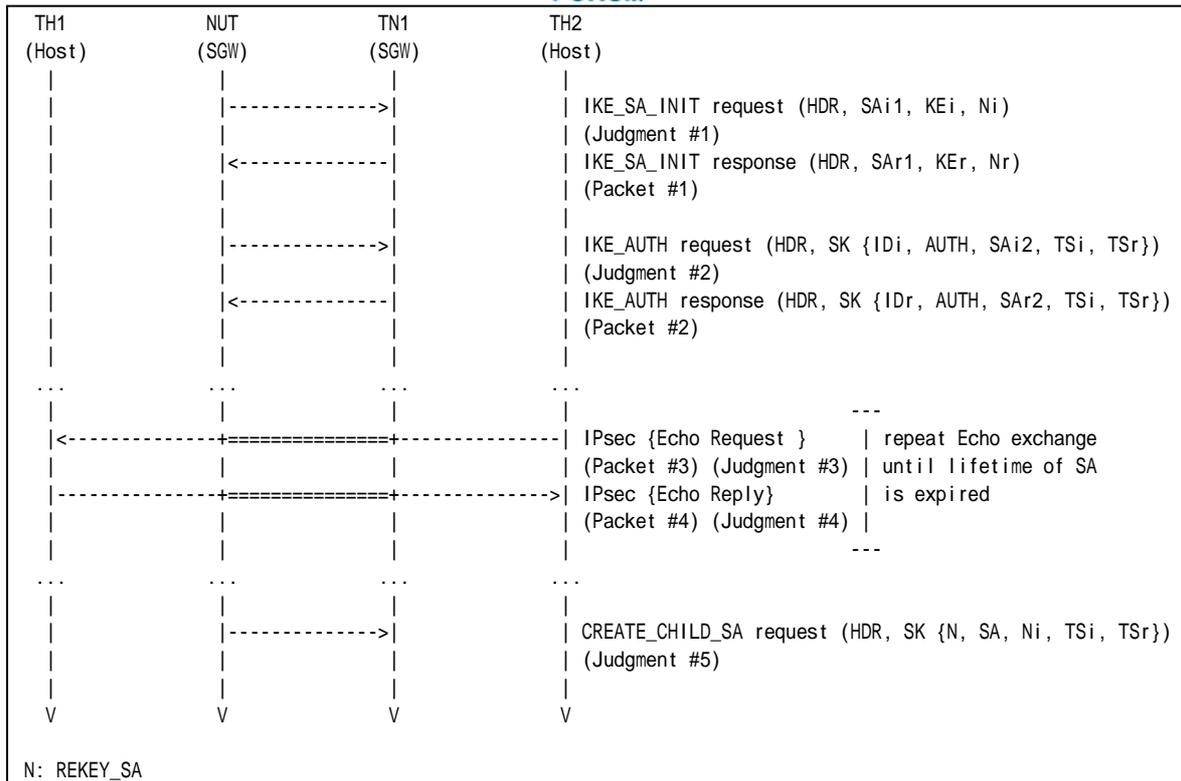 TH1 NUT TN1 TH2
(Host) (SGW) (SGW) (Host)
| | | |
| |-------------->| | IKE_SA_INIT request (HDR, SAi1, KEi, Ni)
| | | | (Judgment #1)
| |<--------------| | IKE_SA_INIT response (HDR, SAr1, KEr, Nr)
| | | | (Packet #1)
| | | |
| |-------------->| | IKE_AUTH request (HDR, SK {IDi, AUTH, SAi2, TSi, TSr})
| | | | (Judgment #2)
| |<--------------| | IKE_AUTH response (HDR, SK {IDr, AUTH, SAr2, TSi, TSr})
| | | | (Packet #2)
| | | |
... ... ... ...
| | | | ---
|<--------------+===============+---------------| IPsec {Echo Request } | repeat Echo exchange
| | | | (Packet #3) (Judgment #3) | until lifetime of SA
|---------------+===============+-------------->| IPsec {Echo Reply} | is expired
| | | | (Packet #4) (Judgment #4) |
| | | | ---
... ... ... ...
| | | |
| |-------------->| | CREATE_CHILD_SA request (HDR, SK {N, SA, Ni, TSi, TSr})
| | | | (Judgment #5)
| | | |
V V V V
N: REKEY_SA